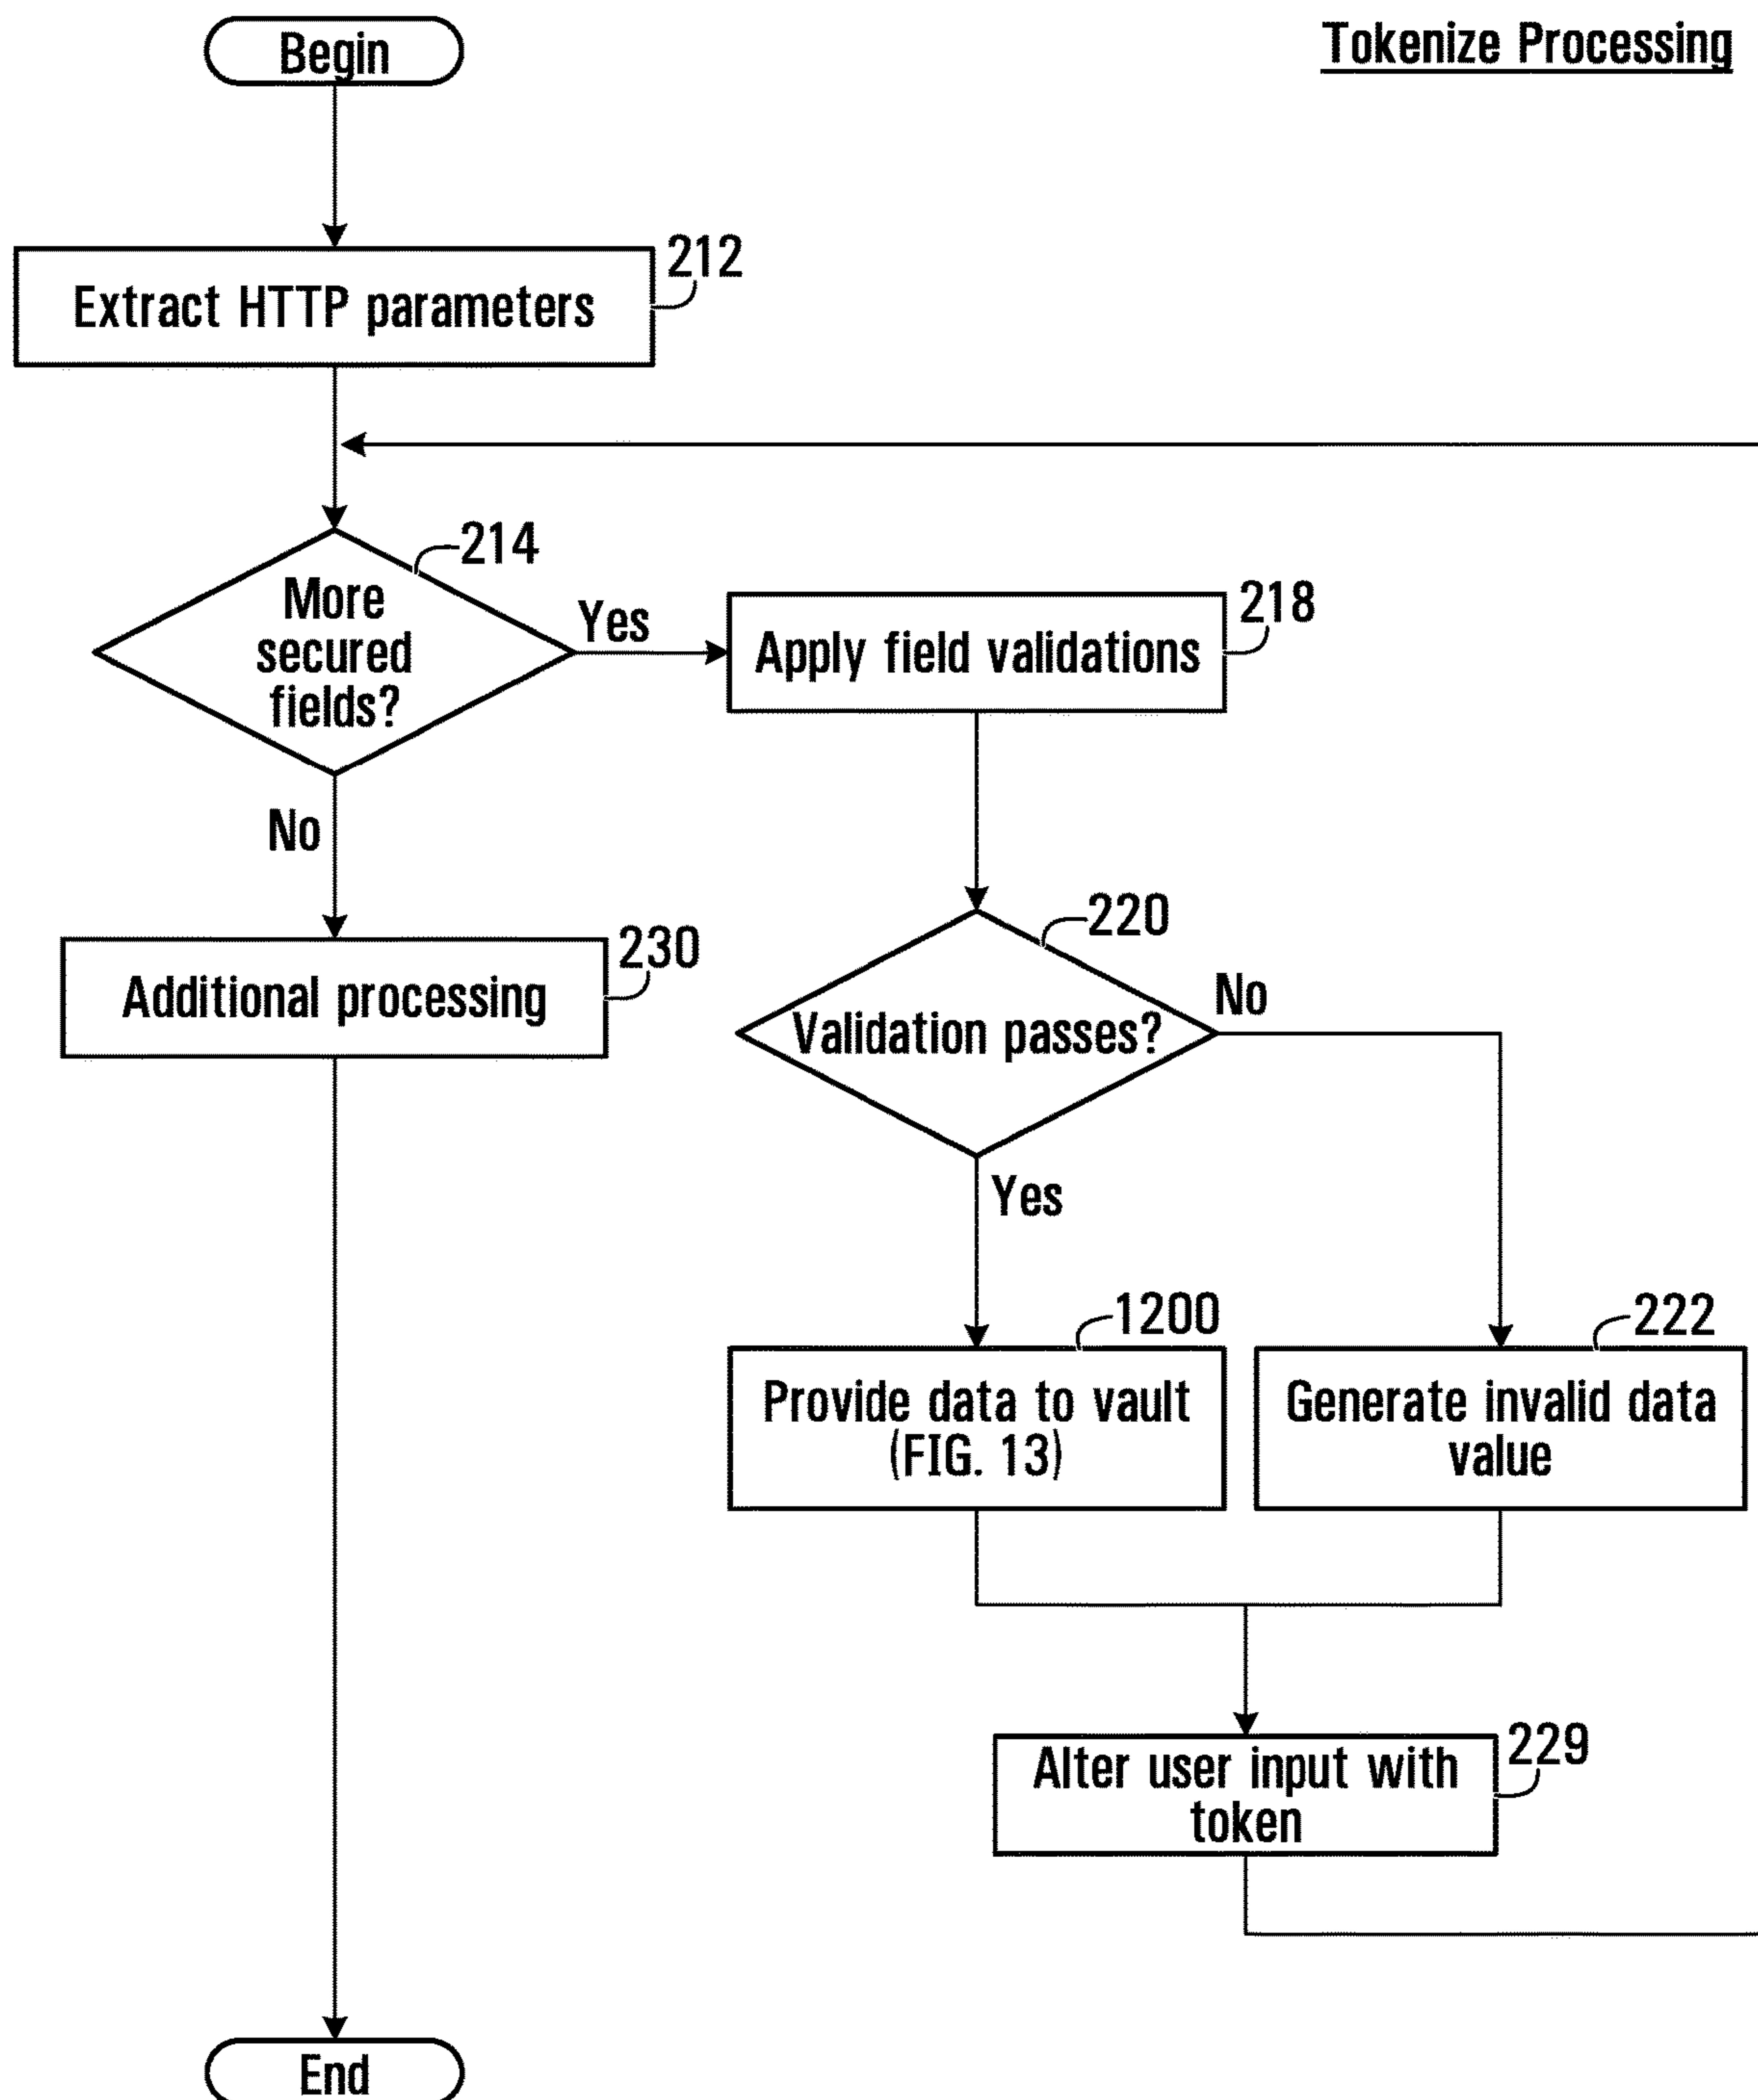 Tokenize Processing
Begin
212
Extract HTTP parameters
214
More
secured
fields?
Yes
218
Apply field validations
No
220
Validation passes?
No
230
Additional processing
Yes
1200
Provide data to vault
(FIG. 13)
222
Generate invalid data
value
229
Alter user input with
token
End